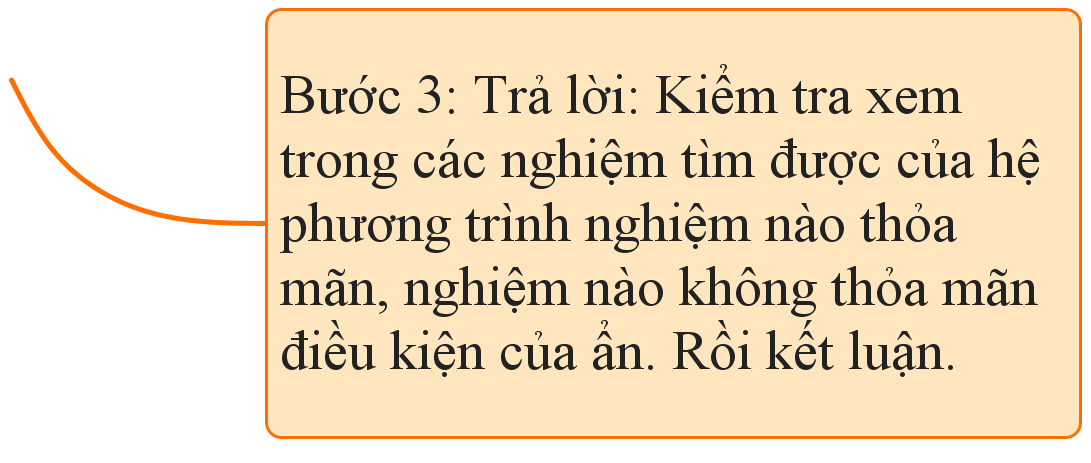 Bước 3: Trả lời: Kiểm tra xem
trong các nghiệm tìm được của hệ
phương trình nghiệm nào thỏa
mãn, nghiệm nào không thỏa mãn
điều kiện của ẩn. Rồi kết luận.